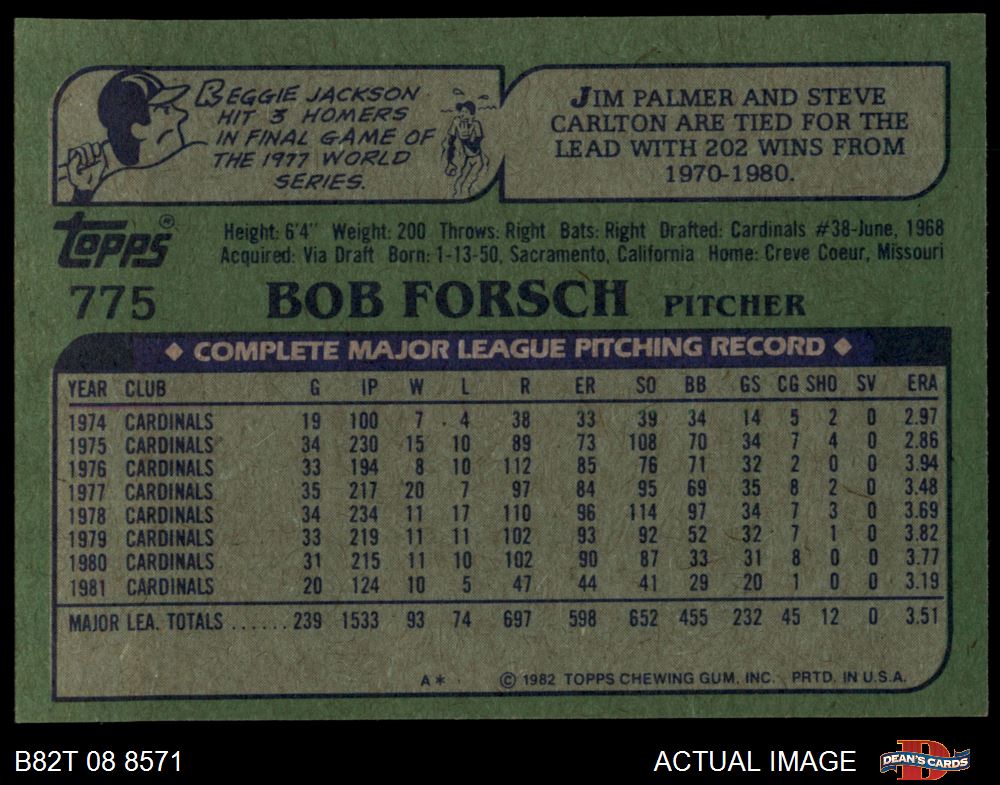 REGGIE JACKSON
HIT 3 HOMERS
IN FINAL GAME OF
THE 1977 WORLD
SERIES.
JIM PALMER AND STEVE
CARLTON ARE TIED FOR THE
LEAD WITH 202 WINS FROM
1970-1980.
Topps®
Height: 6'4" Weight: 200 Throws: Right Bats: Right Drafted: Cardinals #38-June, 1968
Acquired: Via Draft Born: 1-13-50, Sacramento, California Home: Creve Coeur, Missouri
775 BOB FORSCH PITCHER
◆ COMPLETE MAJOR LEAGUE PITCHING RECORD ◆
YEAR CLUB G IP W L R ER SO BB GS CG SHO SV ERA
1974 CARDINALS 19 100 7 4 38 33 39 34 14 5 2 0 2.97
1975 CARDINALS 34 230 15 10 89 73 108 70 34 7 4 0 2.86
1976 CARDINALS 33 194 8 10 112 85 76 71 32 2 0 0 3.94
1977 CARDINALS 35 217 20 7 97 84 95 69 35 8 2 0 3.48
1978 CARDINALS 34 234 11 17 110 96 114 97 34 7 3 0 3.69
1979 CARDINALS 33 219 11 11 102 93 92 52 32 7 1 0 3.82
1980 CARDINALS 31 215 11 10 102 90 87 33 31 8 0 0 3.77
1981 CARDINALS 20 124 10 5 47 44 41 29 20 1 0 0 3.19
MAJOR LEA. TOTALS ...... 239 1533 93 74 697 598 652 455 232 45 12 0 3.51
A* © 1982 TOPPS CHEWING GUM, INC. PRTD. IN U.S.A.
B82T 08 8571 ACTUAL IMAGE D DEAN'S CARDS